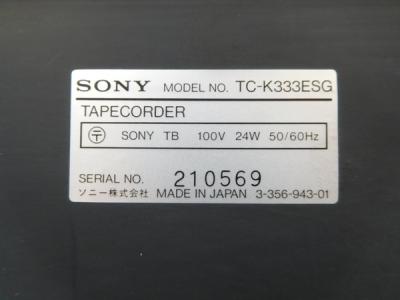 SONY MODEL NO. TC-K333ESG
TAPECORDER
〒 SONY TB 100V 24W 50/60Hz
SERIAL NO. 210569
ソニー株式会社 MADE IN JAPAN 3-356-943-01